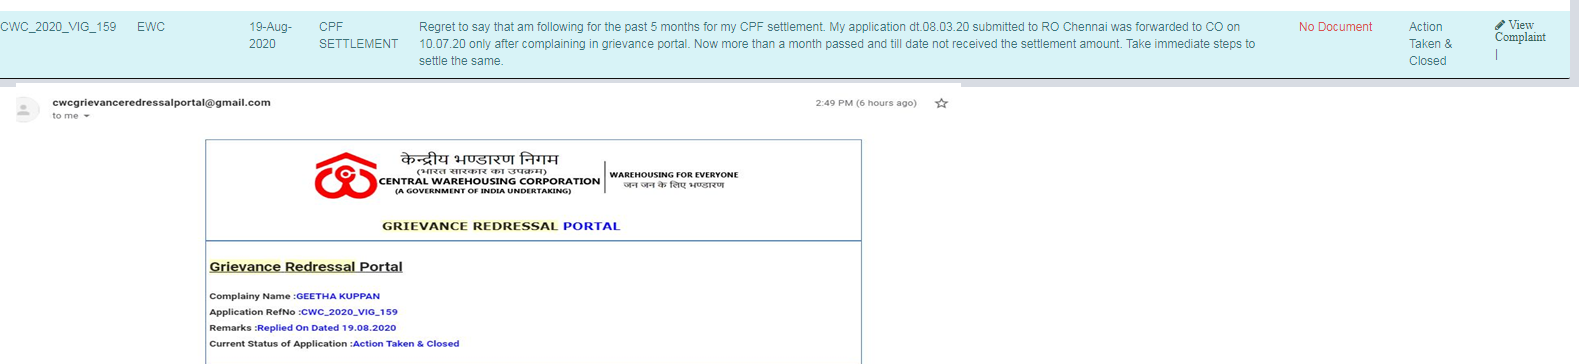 CWC_2020_VIG_159 EWC 19-Aug- CPF Regret to say that am following for the past 5 months for my CPF settlement. My application dt.08.03.20 submitted to RO Chennai was forwarded to CO on No Document Action View
2020 SETTLEMENT 10.07.20 only after complaining in grievance portal. Now more than a month passed and till date not received the settlement amount. Take immediate steps to Taken & Complaint
settle the same. Closed |
cwcgrievanceredressalportal@gmail.com 2:49 PM (6 hours ago)
to me
केन्द्रीय भण्डारण निगम
(भारत सरकार का उपक्रम)
CENTRAL WAREHOUSING CORPORATION
(A GOVERNMENT OF INDIA UNDERTAKING)
WAREHOUSING FOR EVERYONE
जन जन के लिए भण्डारण
GRIEVANCE REDRESSAL PORTAL
Grievance Redressal Portal
Complainy Name :GEETHA KUPPAN
Application RefNo :CWC_2020_VIG_159
Remarks :Replied On Dated 19.08.2020
Current Status of Application :Action Taken & Closed